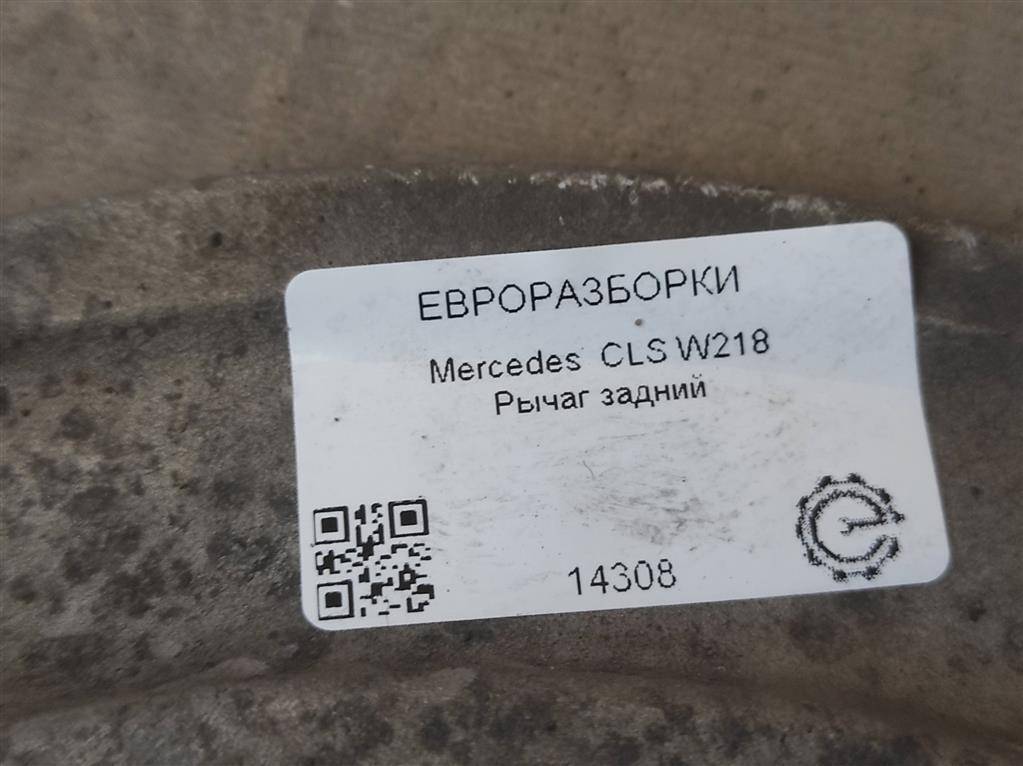 ЕВРОРАЗБОРКИ
Mercedes CLS W218
Рычаг задний
14308